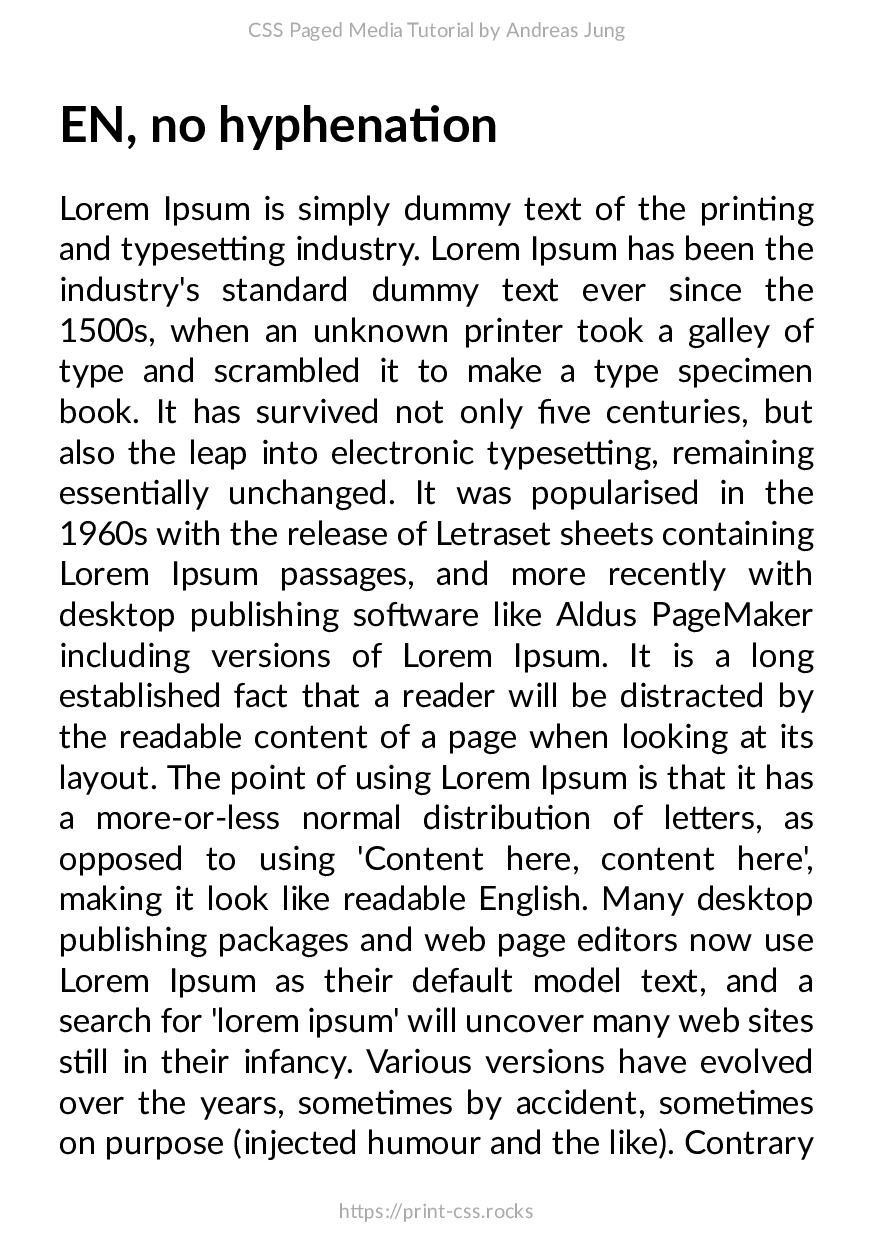 CSS Paged Media Tutorial by Andreas Jung
EN, no hyphenation
Lorem Ipsum is simply dummy text of the printing
and typesetting industry. Lorem Ipsum has been the
industry's standard dummy text ever since the
1500s, when an unknown printer took a galley of
type and scrambled it to make a type specimen
book. It has survived not only five centuries, but
also the leap into electronic typesetting, remaining
essentially unchanged. It was popularised in the
1960s with the release of Letraset sheets containing
Lorem Ipsum passages, and more recently with
desktop publishing software like Aldus PageMaker
including versions of Lorem Ipsum. It is a long
established fact that a reader will be distracted by
the readable content of a page when looking at its
layout. The point of using Lorem Ipsum is that it has
a more-or-less normal distribution of letters, as
opposed to using 'Content here, content here',
making it look like readable English. Many desktop
publishing packages and web page editors now use
Lorem Ipsum as their default model text, and a
search for 'lorem ipsum' will uncover many web sites
still in their infancy. Various versions have evolved
over the years, sometimes by accident, sometimes
on purpose (injected humour and the like). Contrary
https://print-css.rocks